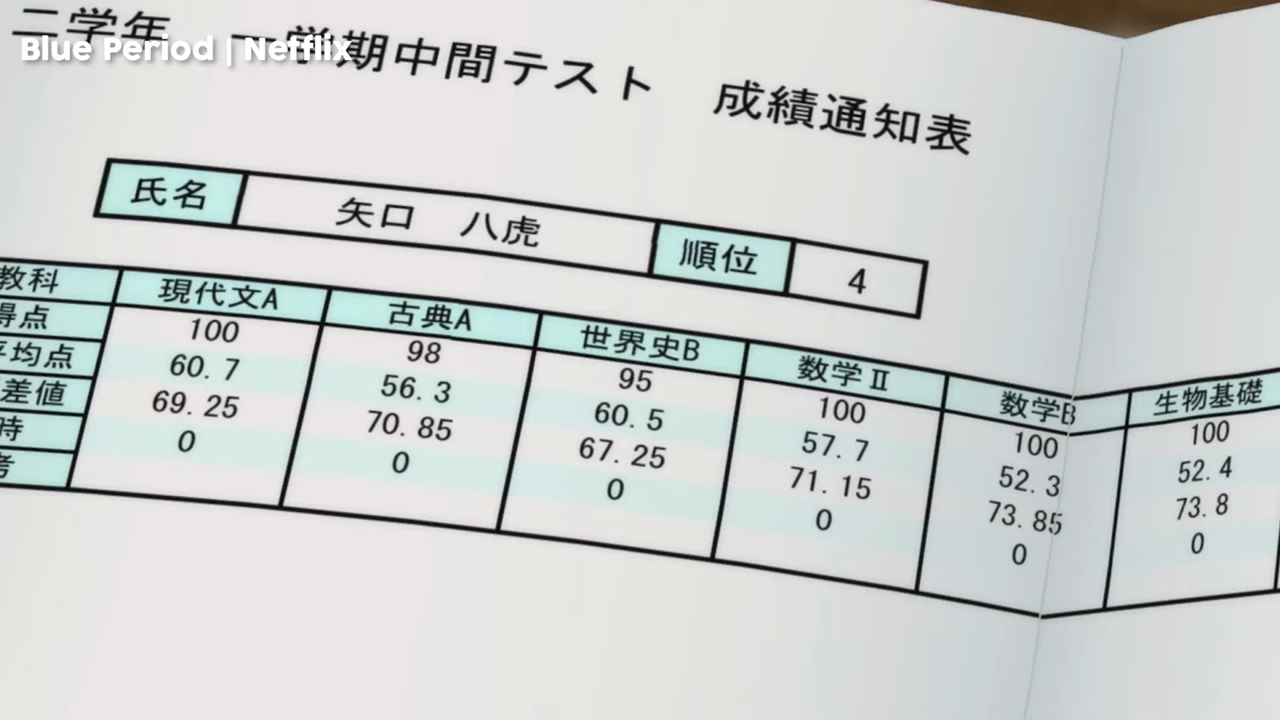 二学年 一学期中間テスト 成績通知表
Blue Period | Netflix
氏名 矢口 八虎 順位 4
教科 現代文A 古典A 世界史B 数学Ⅱ 数学B 生物基礎
得点 100 98 95 100 100 100
平均点 60.7 56.3 60.5 57.7 52.3 52.4
差値 69.25 70.85 67.25 71.15 73.85 73.8
時 0 0 0 0 0 0
考